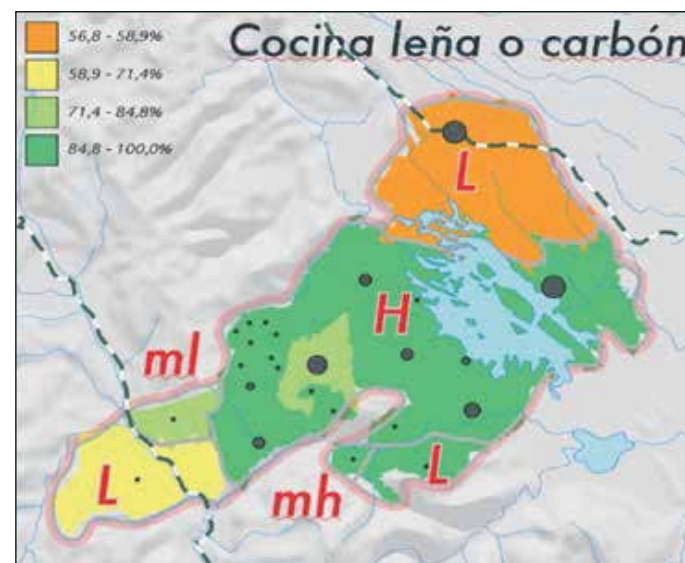 Cocina leña o carbón
56,8 - 58,9%
58,9 - 71,4%
71,4 - 84,8%
84,8 - 100,0%
L
H
ml
L
L
mh
2